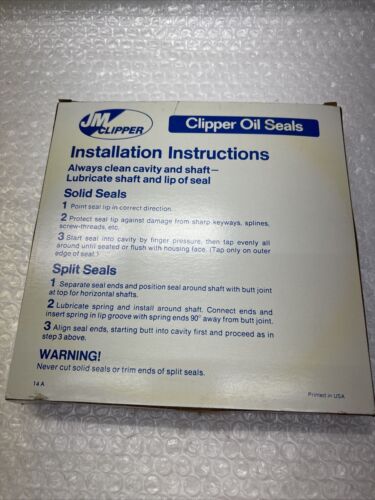 JM
CLIPPER
Clipper Oil Seals
Installation Instructions
Always clean cavity and shaft—
Lubricate shaft and lip of seal
Solid Seals
1 Point seal lip in correct direction.
2 Protect seal lip against damage from sharp keyways, splines,
screw-threads, etc.
3 Start seal into cavity by finger pressure, then tap evenly all
around until seated or flush with housing face. (Tap only on outer
edge of seal.)
Split Seals
1 Separate seal ends and position seal around shaft with butt joint
at top for horizontal shafts.
2 Lubricate spring and install around shaft. Connect ends and
insert spring in lip groove with spring ends 90° away from butt joint.
3 Align seal ends, starting butt into cavity first and proceed as in
step 3 above.
WARNING!
Never cut solid seals or trim ends of split seals.
14 A
Printed in USA